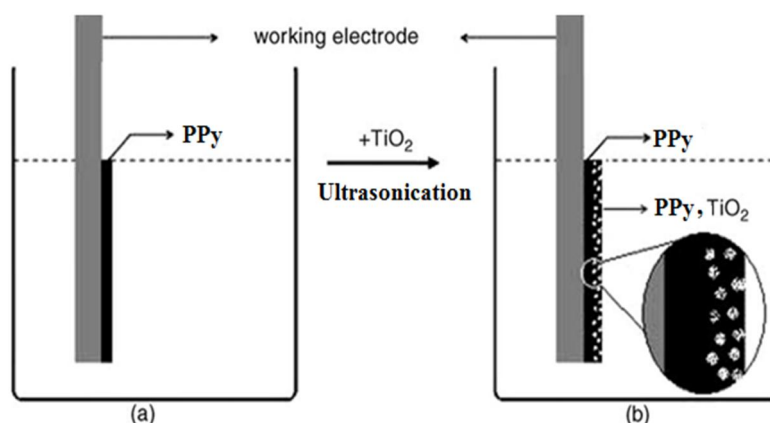 working electrode
PPy
+TiO₂
Ultrasonication
PPy
PPy, TiO₂
(a)
(b)